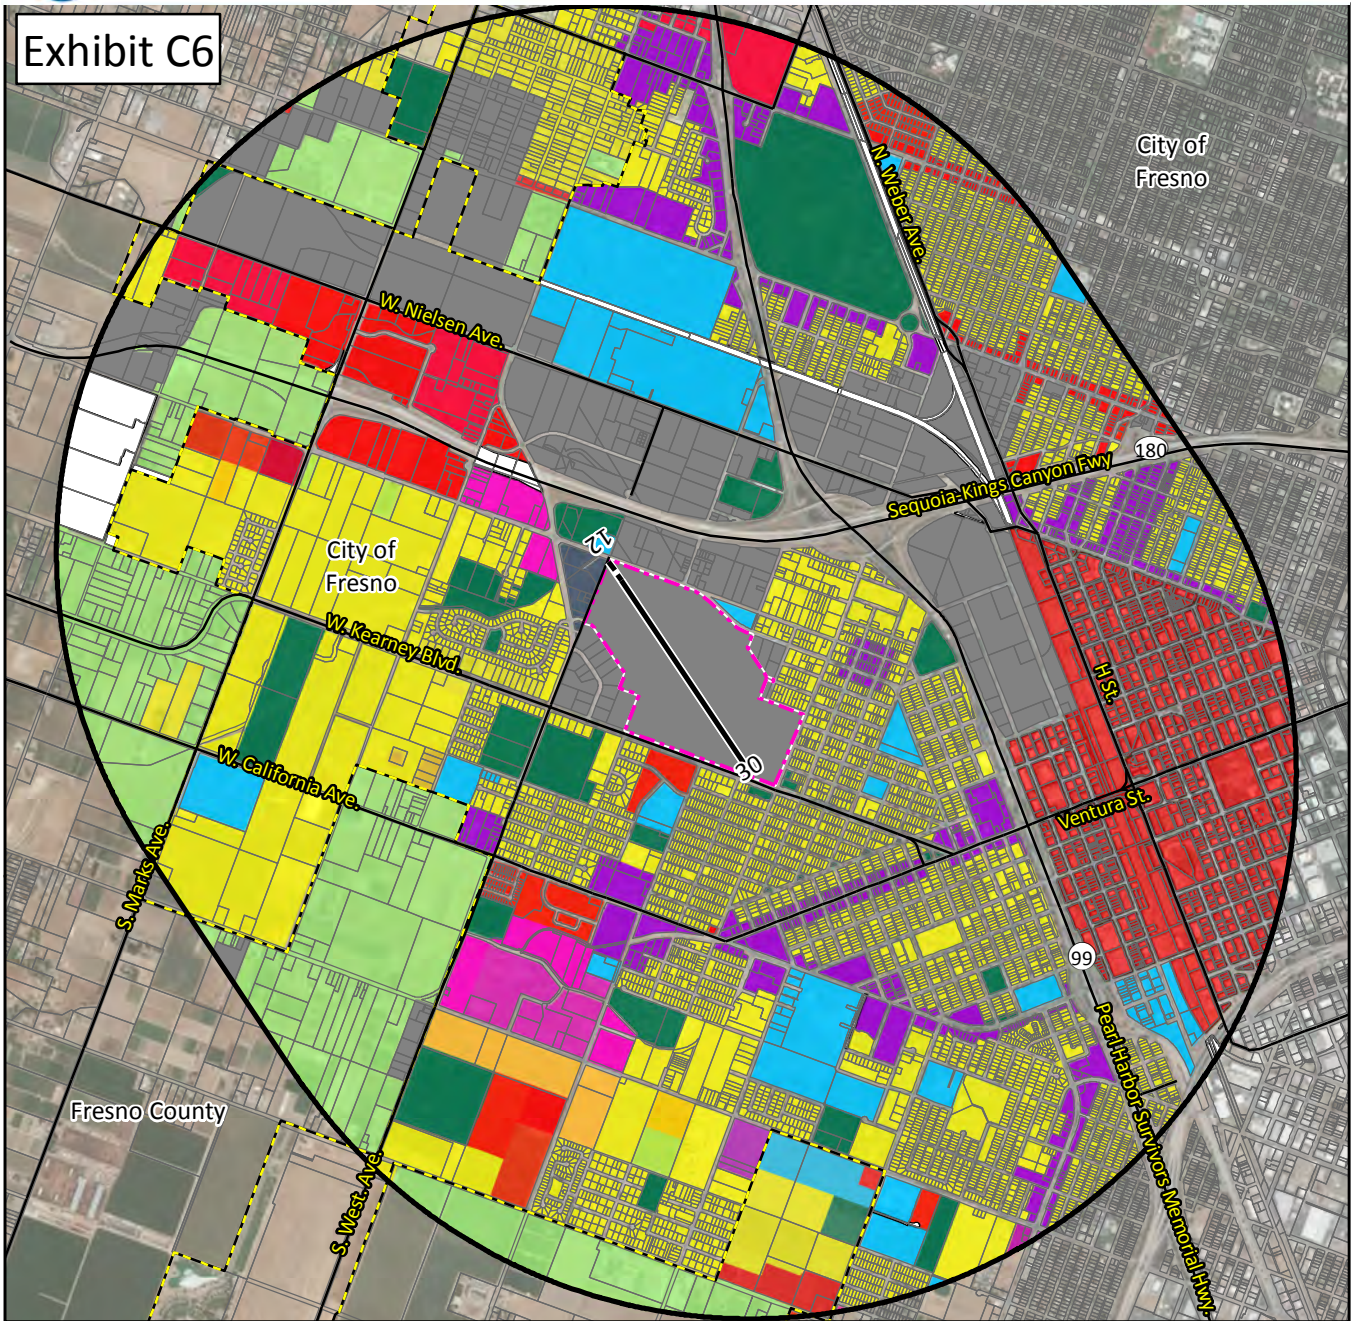 Exhibit C6
City of
Fresno
N. Weber Ave.
W. Nielsen Ave.
180
Sequoia-Kings Canyon Fwy
12
City of
Fresno
W. Kearney Blvd.
H St.
30
W. California Ave.
Ventura St.
S. Marks Ave.
99
Pearl Harbor Survivors Memorial Hwy.
Fresno County
S. West. Ave.